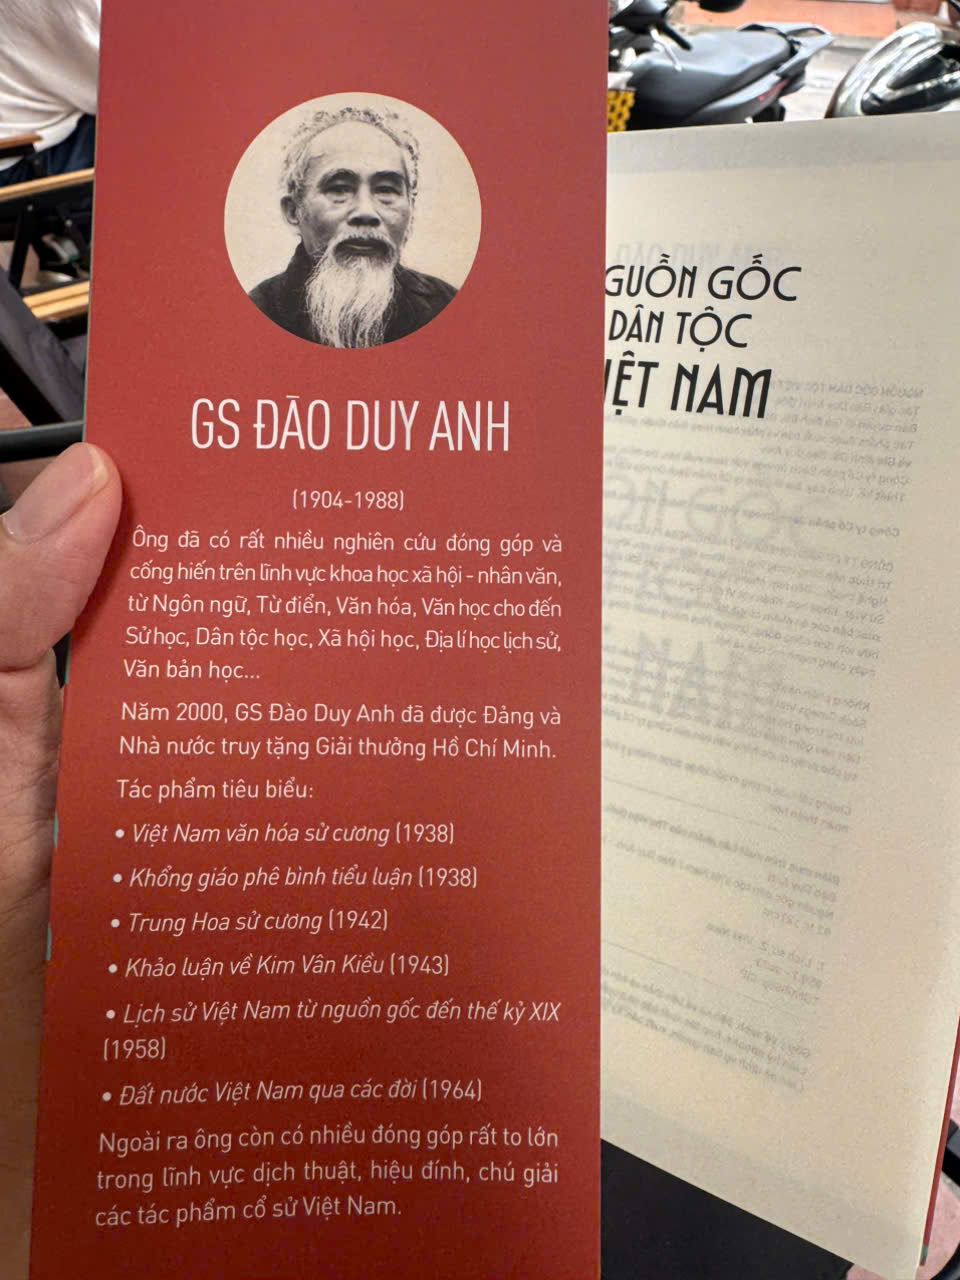 GS ĐÀO DUY ANH
(1904-1988)
Ông đã có rất nhiều nghiên cứu đóng góp và
cống hiến trên lĩnh vực khoa học xã hội - nhân văn,
từ Ngôn ngữ, Từ điển, Văn hóa, Văn học cho đến
Sử học, Dân tộc học, Xã hội học, Địa lí học lịch sử,
Văn bản học...
Năm 2000, GS Đào Duy Anh đã được Đảng và
Nhà nước truy tặng Giải thưởng Hồ Chí Minh.
Tác phẩm tiêu biểu:
• Việt Nam văn hóa sử cương (1938)
• Khổng giáo phê bình tiểu luận (1938)
• Trung Hoa sử cương (1942)
• Khảo luận về Kim Vân Kiều (1943)
• Lịch sử Việt Nam từ nguồn gốc đến thế kỷ XIX
(1958)
• Đất nước Việt Nam qua các đời (1964)
Ngoài ra ông còn có nhiều đóng góp rất to lớn
trong lĩnh vực dịch thuật, hiệu đính, chú giải
các tác phẩm cổ sử Việt Nam.
GUỒN GỐC
DÂN TỘC
IỆT NAM